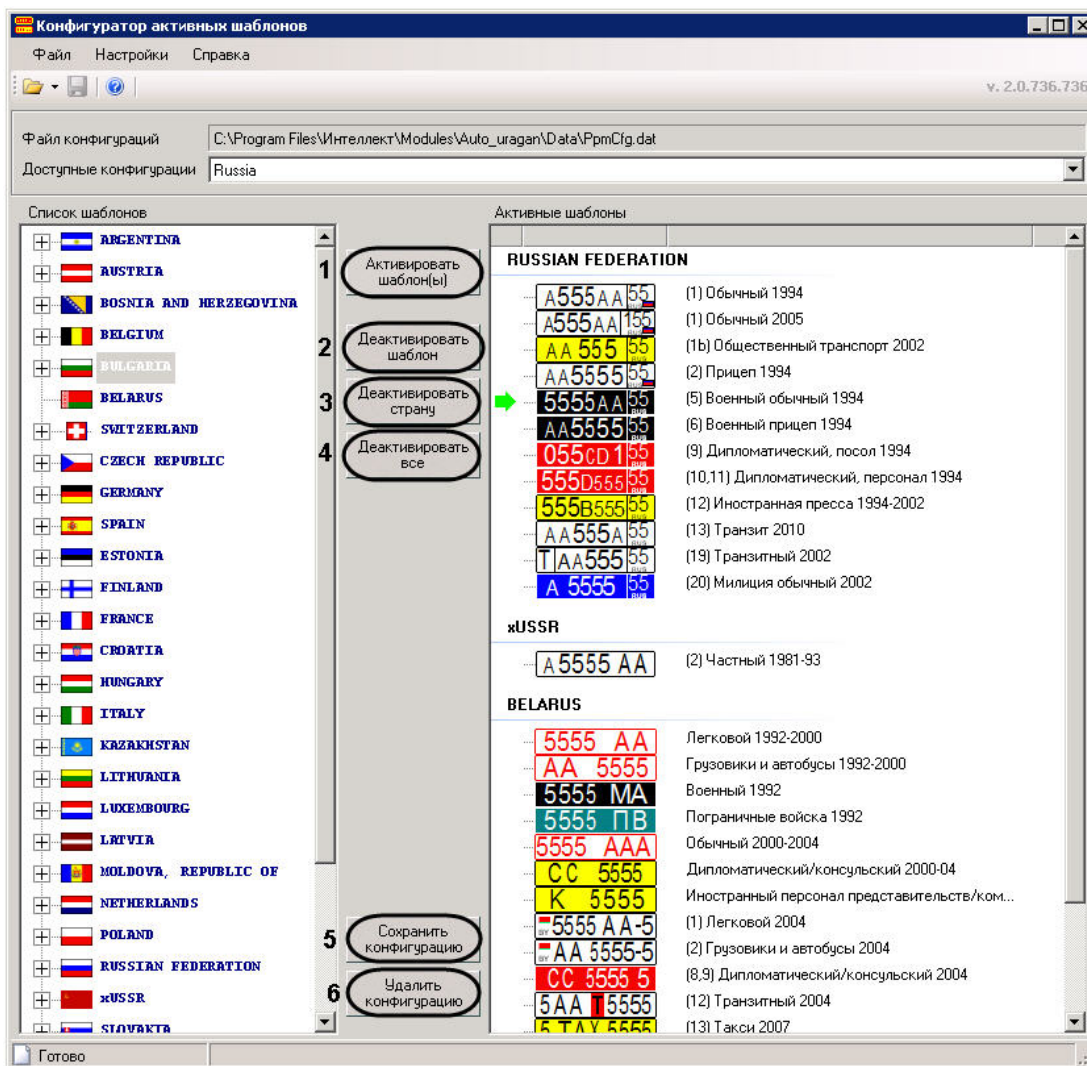 Конфигуратор активных шаблонов
Файл Настройки Справка
v. 2.0.736.736
Файл конфигураций C:\Program Files\Интеллект\Modules\Auto_uragan\Data\PpmCfg.dat
Доступные конфигурации Russia
Список шаблонов
ARGENTINA
AUSTRIA
BOSNIA AND HERZEGOVINA
BELGIUM
BULGARIA
BELARUS
SWITZERLAND
CZECH REPUBLIC
GERMANY
SPAIN
ESTONIA
FINLAND
FRANCE
CROATIA
HUNGARY
ITALY
KAZAKHSTAN
LITHUANIA
LUXEMBOURG
LATVIA
MOLDOVA, REPUBLIC OF
NETHERLANDS
POLAND
RUSSIAN FEDERATION
xUSSR
SLOVAKIA
1 Активировать
шаблон(ы)
2 Деактивировать
шаблон
3 Деактивировать
страну
4 Деактивировать
все
5 Сохранить
конфигурацию
6 Удалить
конфигурацию
Активные шаблоны
RUSSIAN FEDERATION
A555AA 55 (1) Обычный 1994
A555AA 155 (1) Обычный 2005
AA 555 55 (1b) Общественный транспорт 2002
AA5555 55 (2) Прицеп 1994
5555AA 55 (5) Военный обычный 1994
AA5555 55 (6) Военный прицеп 1994
055CD 1 55 (9) Дипломатический, посол 1994
555D555 55 (10,11) Дипломатический, персонал 1994
555B555 55 (12) Иностранная пресса 1994-2002
AA555A 55 (13) Транзит 2010
T AA555 55 (19) Транзитный 2002
A 5555 55 (20) Милиция обычный 2002
xUSSR
A 5555 AA (2) Частный 1981-93
BELARUS
5555 AA Легковой 1992-2000
AA 5555 Грузовики и автобусы 1992-2000
5555 MA Военный 1992
5555 ПВ Пограничные войска 1992
5555 AAA Обычный 2000-2004
CC 5555 Дипломатический/консульский 2000-04
K 5555 Иностранный персонал представительств/ком...
5555 AA-5 (1) Легковой 2004
AA 5555-5 (2) Грузовики и автобусы 2004
CC 5555 5 (8,9) Дипломатический/консульский 2004
5AA T 5555 (12) Транзитный 2004
5 TAX 5555 (13) Такси 2007
Готово